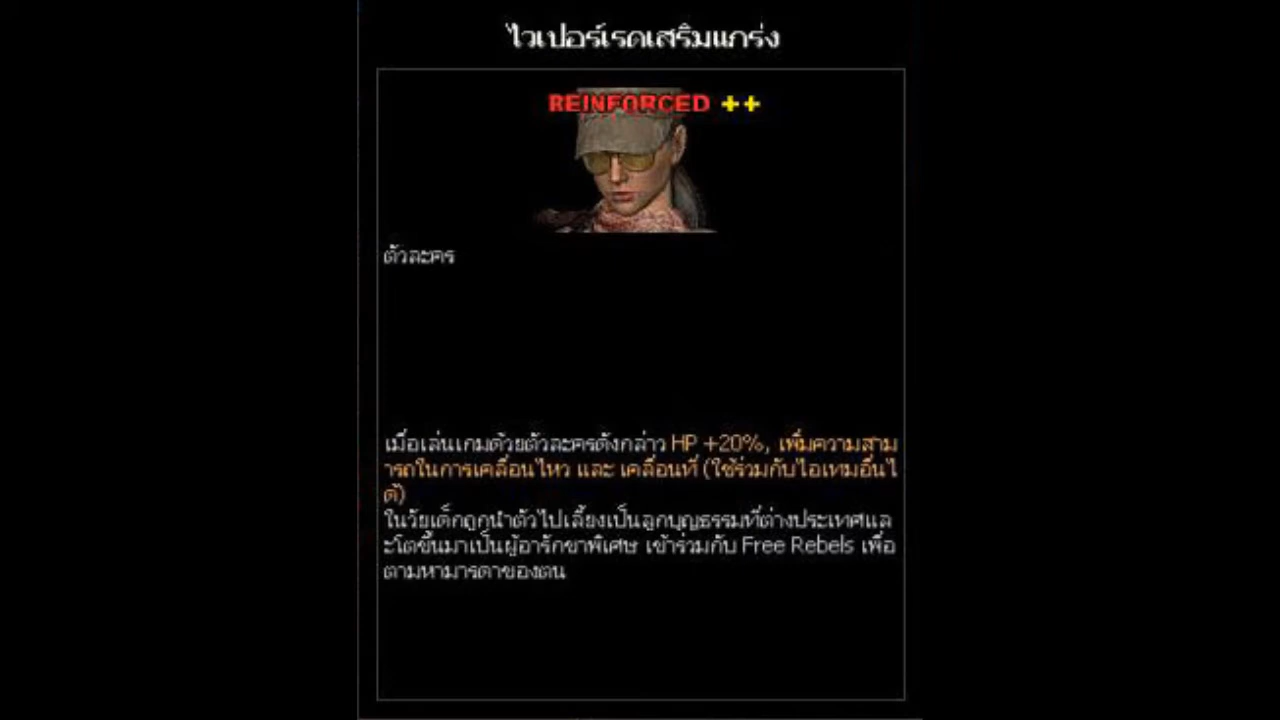 ไวเปอร์เรดเสริมแกร่ง
REINFORCED ++
ตัวละคร
เมื่อเล่นเกมด้วยตัวละครดังกล่าว HP +20%, เพิ่มความสาม
ารถในการเคลื่อนไหว และ เคลื่อนที่ (ใช้ร่วมกับไอเทมอื่นไ
ด้)
ในวัยเด็กถูกนำตัวไปเลี้ยงเป็นลูกบุญธรรมที่ต่างประเทศแล
ะโตขึ้นมาเป็นผู้อารักขาพิเศษ เข้าร่วมกับ Free Rebels เพื่อ
ตามหามารดาของตน